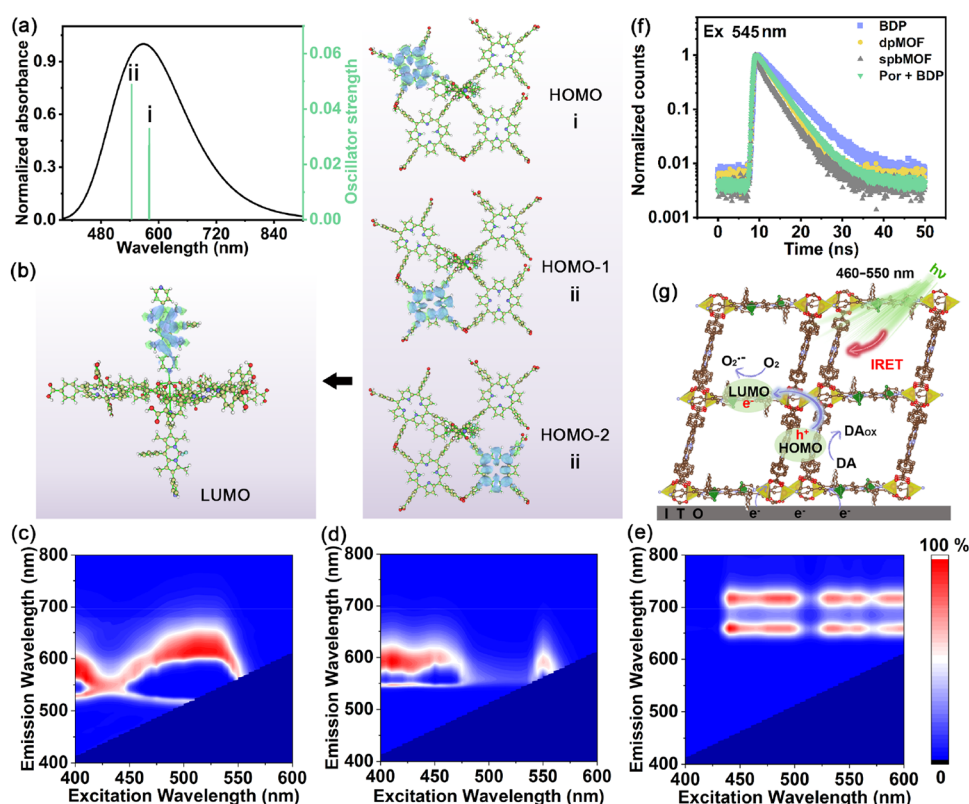 (a)
Normalized absorbance
0.9
0.6
0.3
0.0
ii
i
0.06
0.04
0.02
0.00
Oscillator strength
480 600 720 840
Wavelength (nm)
HOMO
i
HOMO-1
ii
HOMO-2
ii
(b)
LUMO
(f)
Ex 545 nm
BDP
dpMOF
spbMOF
Por + BDP
Normalized counts
1
0.1
0.01
0.001
0 10 20 30 40 50
Time (ns)
(g)
460–550 nm
hν
IRET
O₂•⁻ O₂
LUMO
e⁻
h⁺
HOMO
DAox
DA
I T O e⁻ e⁻ e⁻
(c)
Emission Wavelength (nm)
800
700
600
500
400
400 450 500 550 600
Excitation Wavelength (nm)
(d)
Emission Wavelength (nm)
800
700
600
500
400
400 450 500 550 600
Excitation Wavelength (nm)
(e)
Emission Wavelength (nm)
800
700
600
500
400
400 450 500 550 600
Excitation Wavelength (nm)
100 %
0